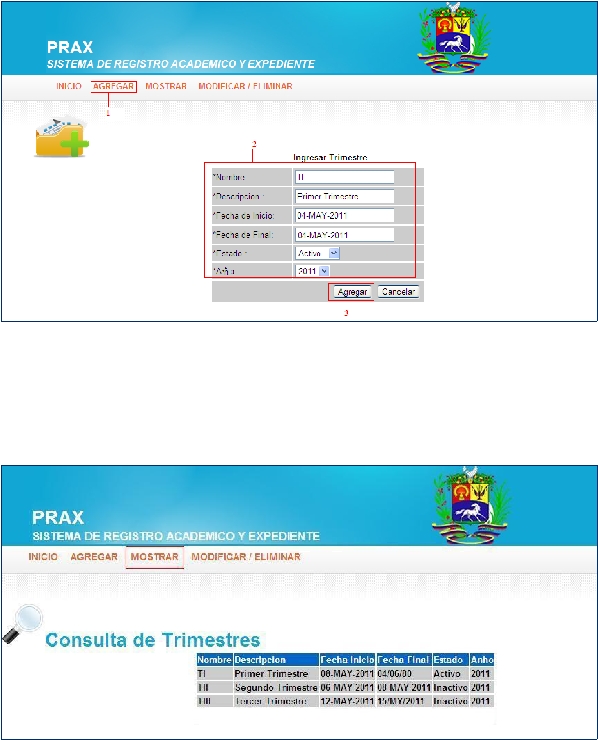 PRAX
SISTEMA DE REGISTRO ACADEMICO Y EXPEDIENTE
INICIO AGREGAR MOSTRAR MODIFICAR / ELIMINAR
1
2
Ingresar Trimestre
*Nombre TI
*Descripcion : Primer Trimestre
*Fecha de Inicio: 04-MAY-2011
*Fecha de Final: 01-MAY-2011
*Estado : Activo
2011
Agregar Cancelar
3
PRAX
SISTEMA DE REGISTRO ACADEMICO Y EXPEDIENTE
INICIO AGREGAR MOSTRAR MODIFICAR / ELIMINAR
Consulta de Trimestres
Nombre Descripcion Fecha Inicio Fecha Final Estado Anho
TI Primer Trimestre 08-MAY-2011 04/06/80 Activo 2011
TII Segundo Trimestre 06-MAY-2011 08-MAY-2011 Inactivo 2011
TIII Tercer Trimestre 12-MAY-2011 15/MY/2011 Inactivo 2011